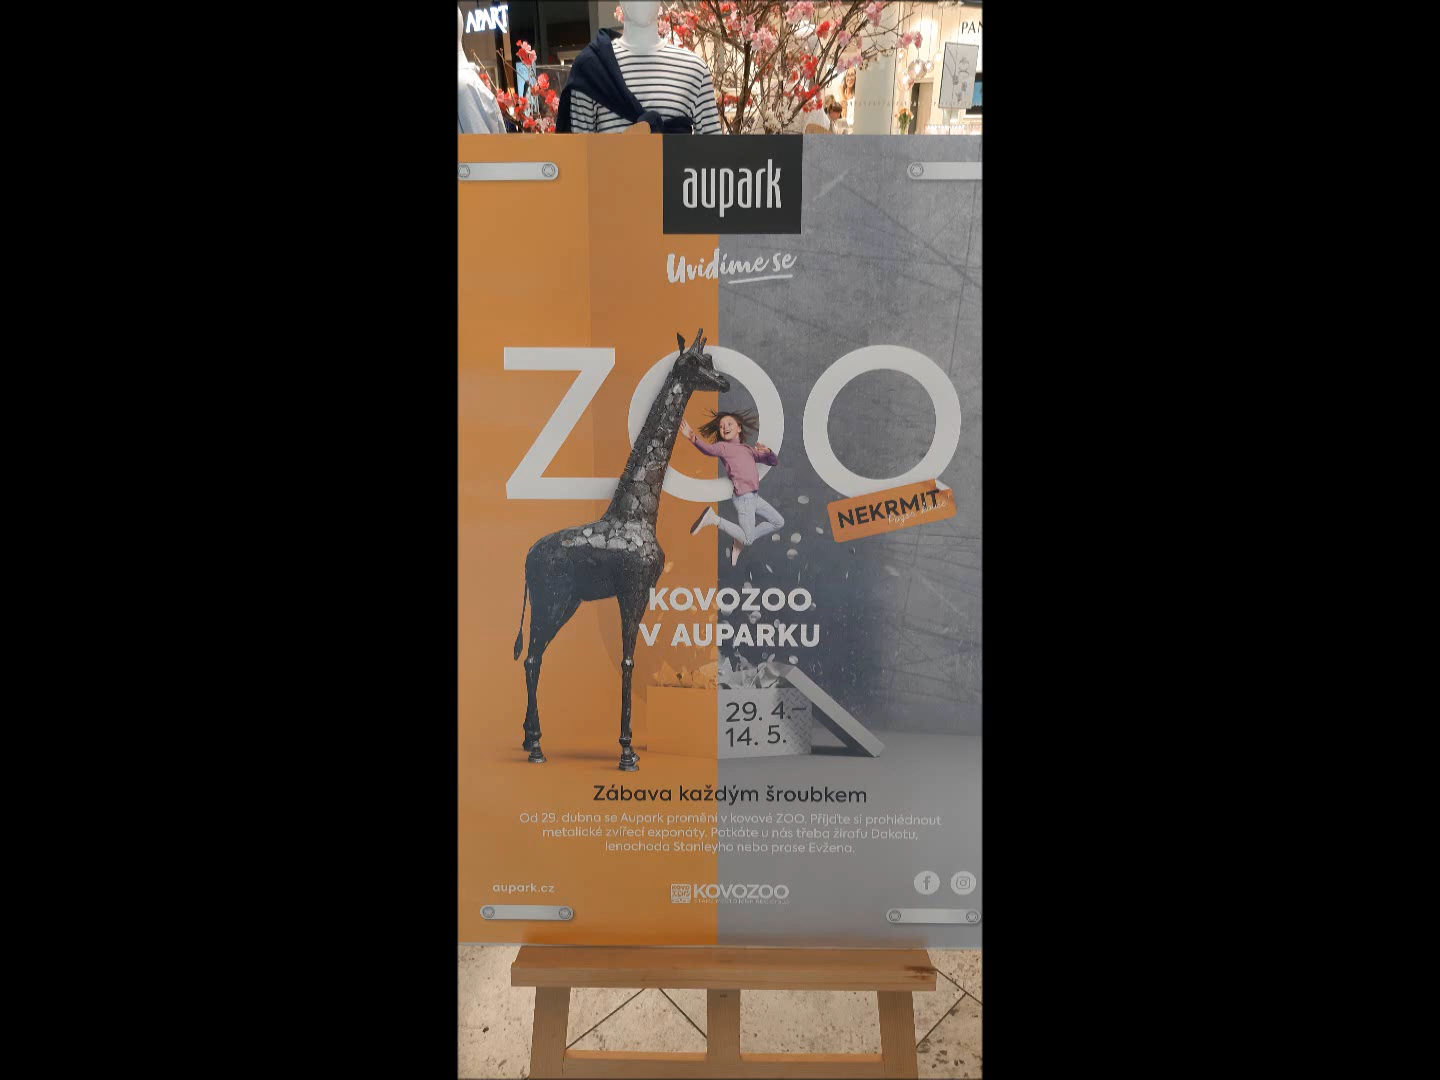 APART
PAN
aupark
Uvidíme se
ZOO
NEKRMIT
KOVOZOO
V AUPARKU
29. 4.–
14. 5.
Zábava každým šroubkem
Od 29. dubna se Aupark promění v kovové ZOO. Přijďte si prohlédnout
metalické zvířecí exponáty. Potkáte u nás třeba žirafu Dakotu,
lenochoda Stanleyho nebo prase Evžena.
aupark.cz
KOVOZOO